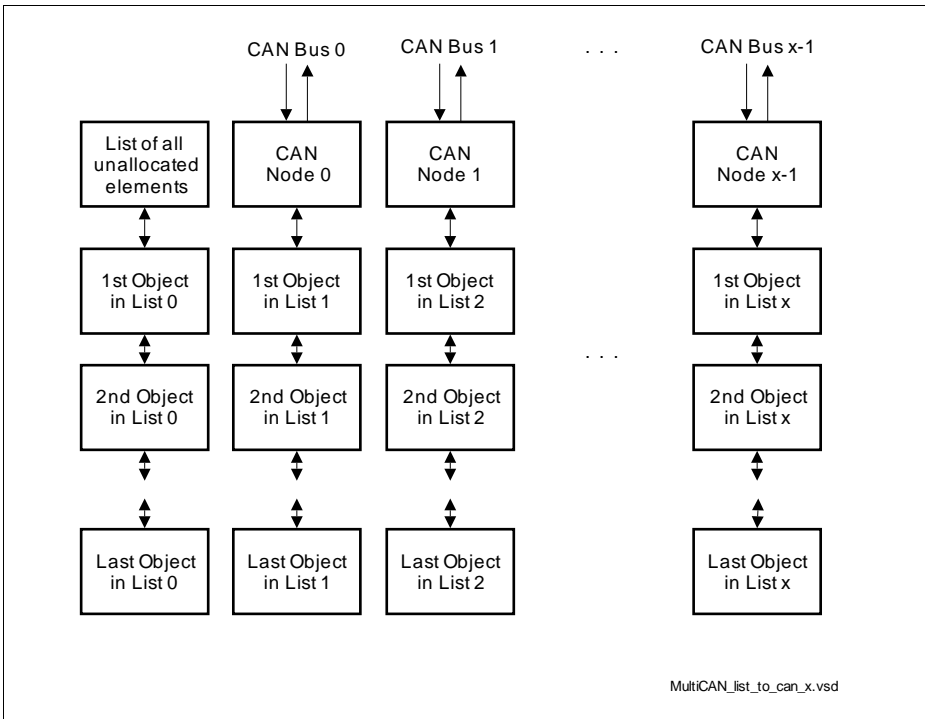 CAN Bus 0
CAN Bus 1
. . .
CAN Bus x-1
List of all
unallocated
elements
CAN
Node 0
CAN
Node 1
CAN
Node x-1
1st Object
in List 0
1st Object
in List 1
1st Object
in List 2
1st Object
in List x
. . .
2nd Object
in List 0
2nd Object
in List 1
2nd Object
in List 2
2nd Object
in List x
Last Object
in List 0
Last Object
in List 1
Last Object
in List 2
Last Object
in List x
MultiCAN_list_to_can_x.vsd